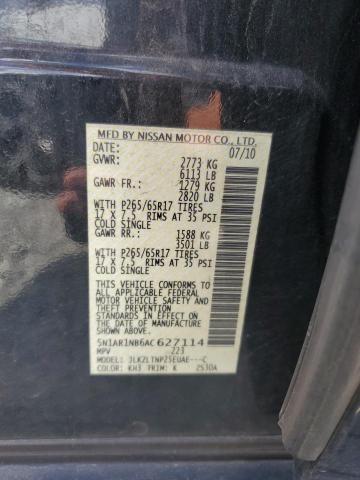 MFD BY NISSAN MOTOR CO., LTD.
DATE: 07/10
GVWR: 2773 KG
6113 LB
GAWR FR.: 1279 KG
2820 LB
WITH P265/65R17 TIRES
17 X 7.5 RIMS AT 35 PSI
COLD SINGLE
GAWR RR.: 1588 KG
3501 LB
WITH P265/65R17 TIRES
17 X 7.5 RIMS AT 35 PSI
COLD SINGLE
THIS VEHICLE CONFORMS TO ALL
APPLICABLE FEDERAL
MOTOR VEHICLE SAFETY
AND THEFT PREVENTION
STANDARDS IN EFFECT ON THE
DATE OF MANUFACTURE SHOWN
ABOVE
5N1AR1NB6AC627114
MPV 223
MODEL: JLKZLTNP25EUAE---C
COLOR: KH3 TRIM: K 2530A